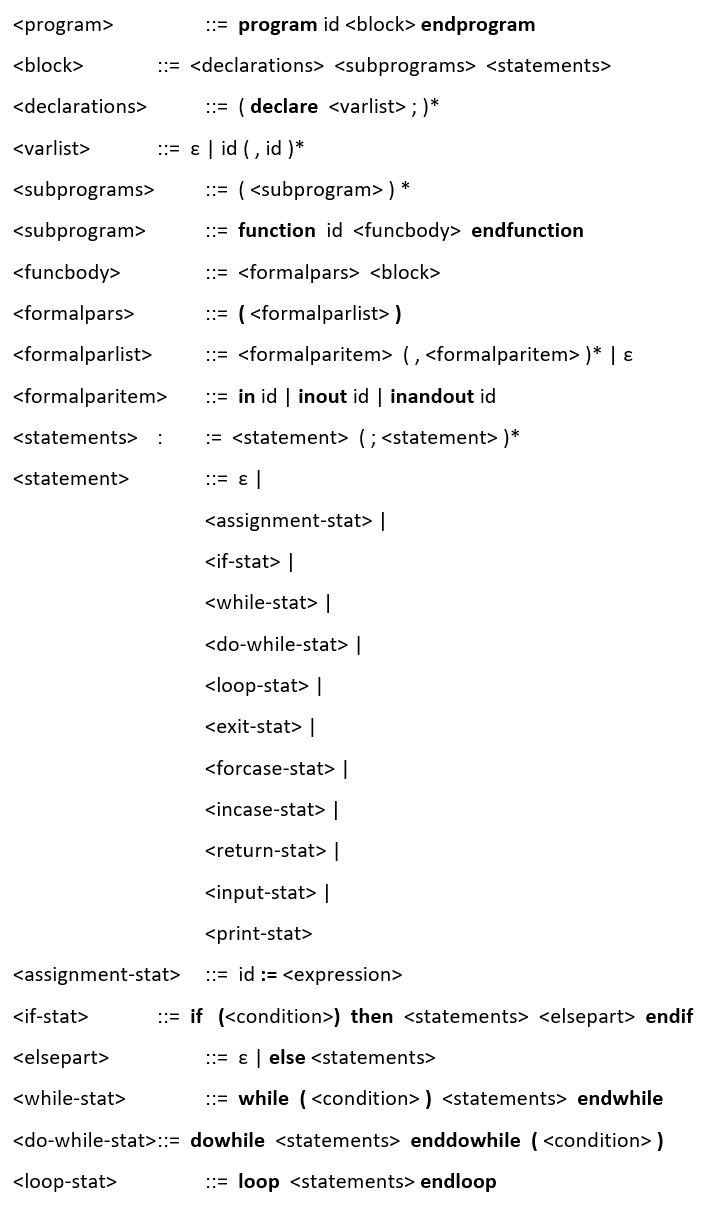 <program> ::= program id <block> endprogram
<block> ::= <declarations> <subprograms> <statements>
<declarations> ::= ( declare <varlist> ; )*
<varlist> ::= ε | id ( , id )*
<subprograms> ::= ( <subprogram> ) *
<subprogram> ::= function id <funcbody> endfunction
<funcbody> ::= <formalpars> <block>
<formalpars> ::= ( <formalparlist> )
<formalparlist> ::= <formalparitem> ( , <formalparitem> )* | ε
<formalparitem> ::= in id | inout id | inandout id
<statements> : := <statement> ( ; <statement> )*
<statement> ::= ε |
<assignment-stat> |
<if-stat> |
<while-stat> |
<do-while-stat> |
<loop-stat> |
<exit-stat> |
<forcase-stat> |
<incase-stat> |
<return-stat> |
<input-stat> |
<print-stat>
<assignment-stat> ::= id := <expression>
<if-stat> ::= if (<condition>) then <statements> <elsepart> endif
<elsepart> ::= ε | else <statements>
<while-stat> ::= while ( <condition> ) <statements> endwhile
<do-while-stat>::= dowhile <statements> enddowhile ( <condition> )
<loop-stat> ::= loop <statements> endloop